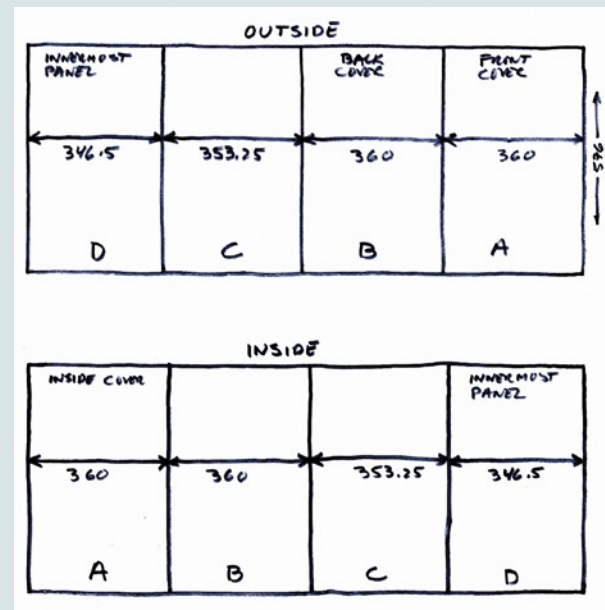 OUTSIDE
INNERMOST
PANEL
BACK
COVER
FRONT
COVER
346.5
353.25
360
360
596
D
C
B
A
INSIDE
INSIDE COVER
INNERMOST
PANEL
360
360
353.25
346.5
A
B
C
D